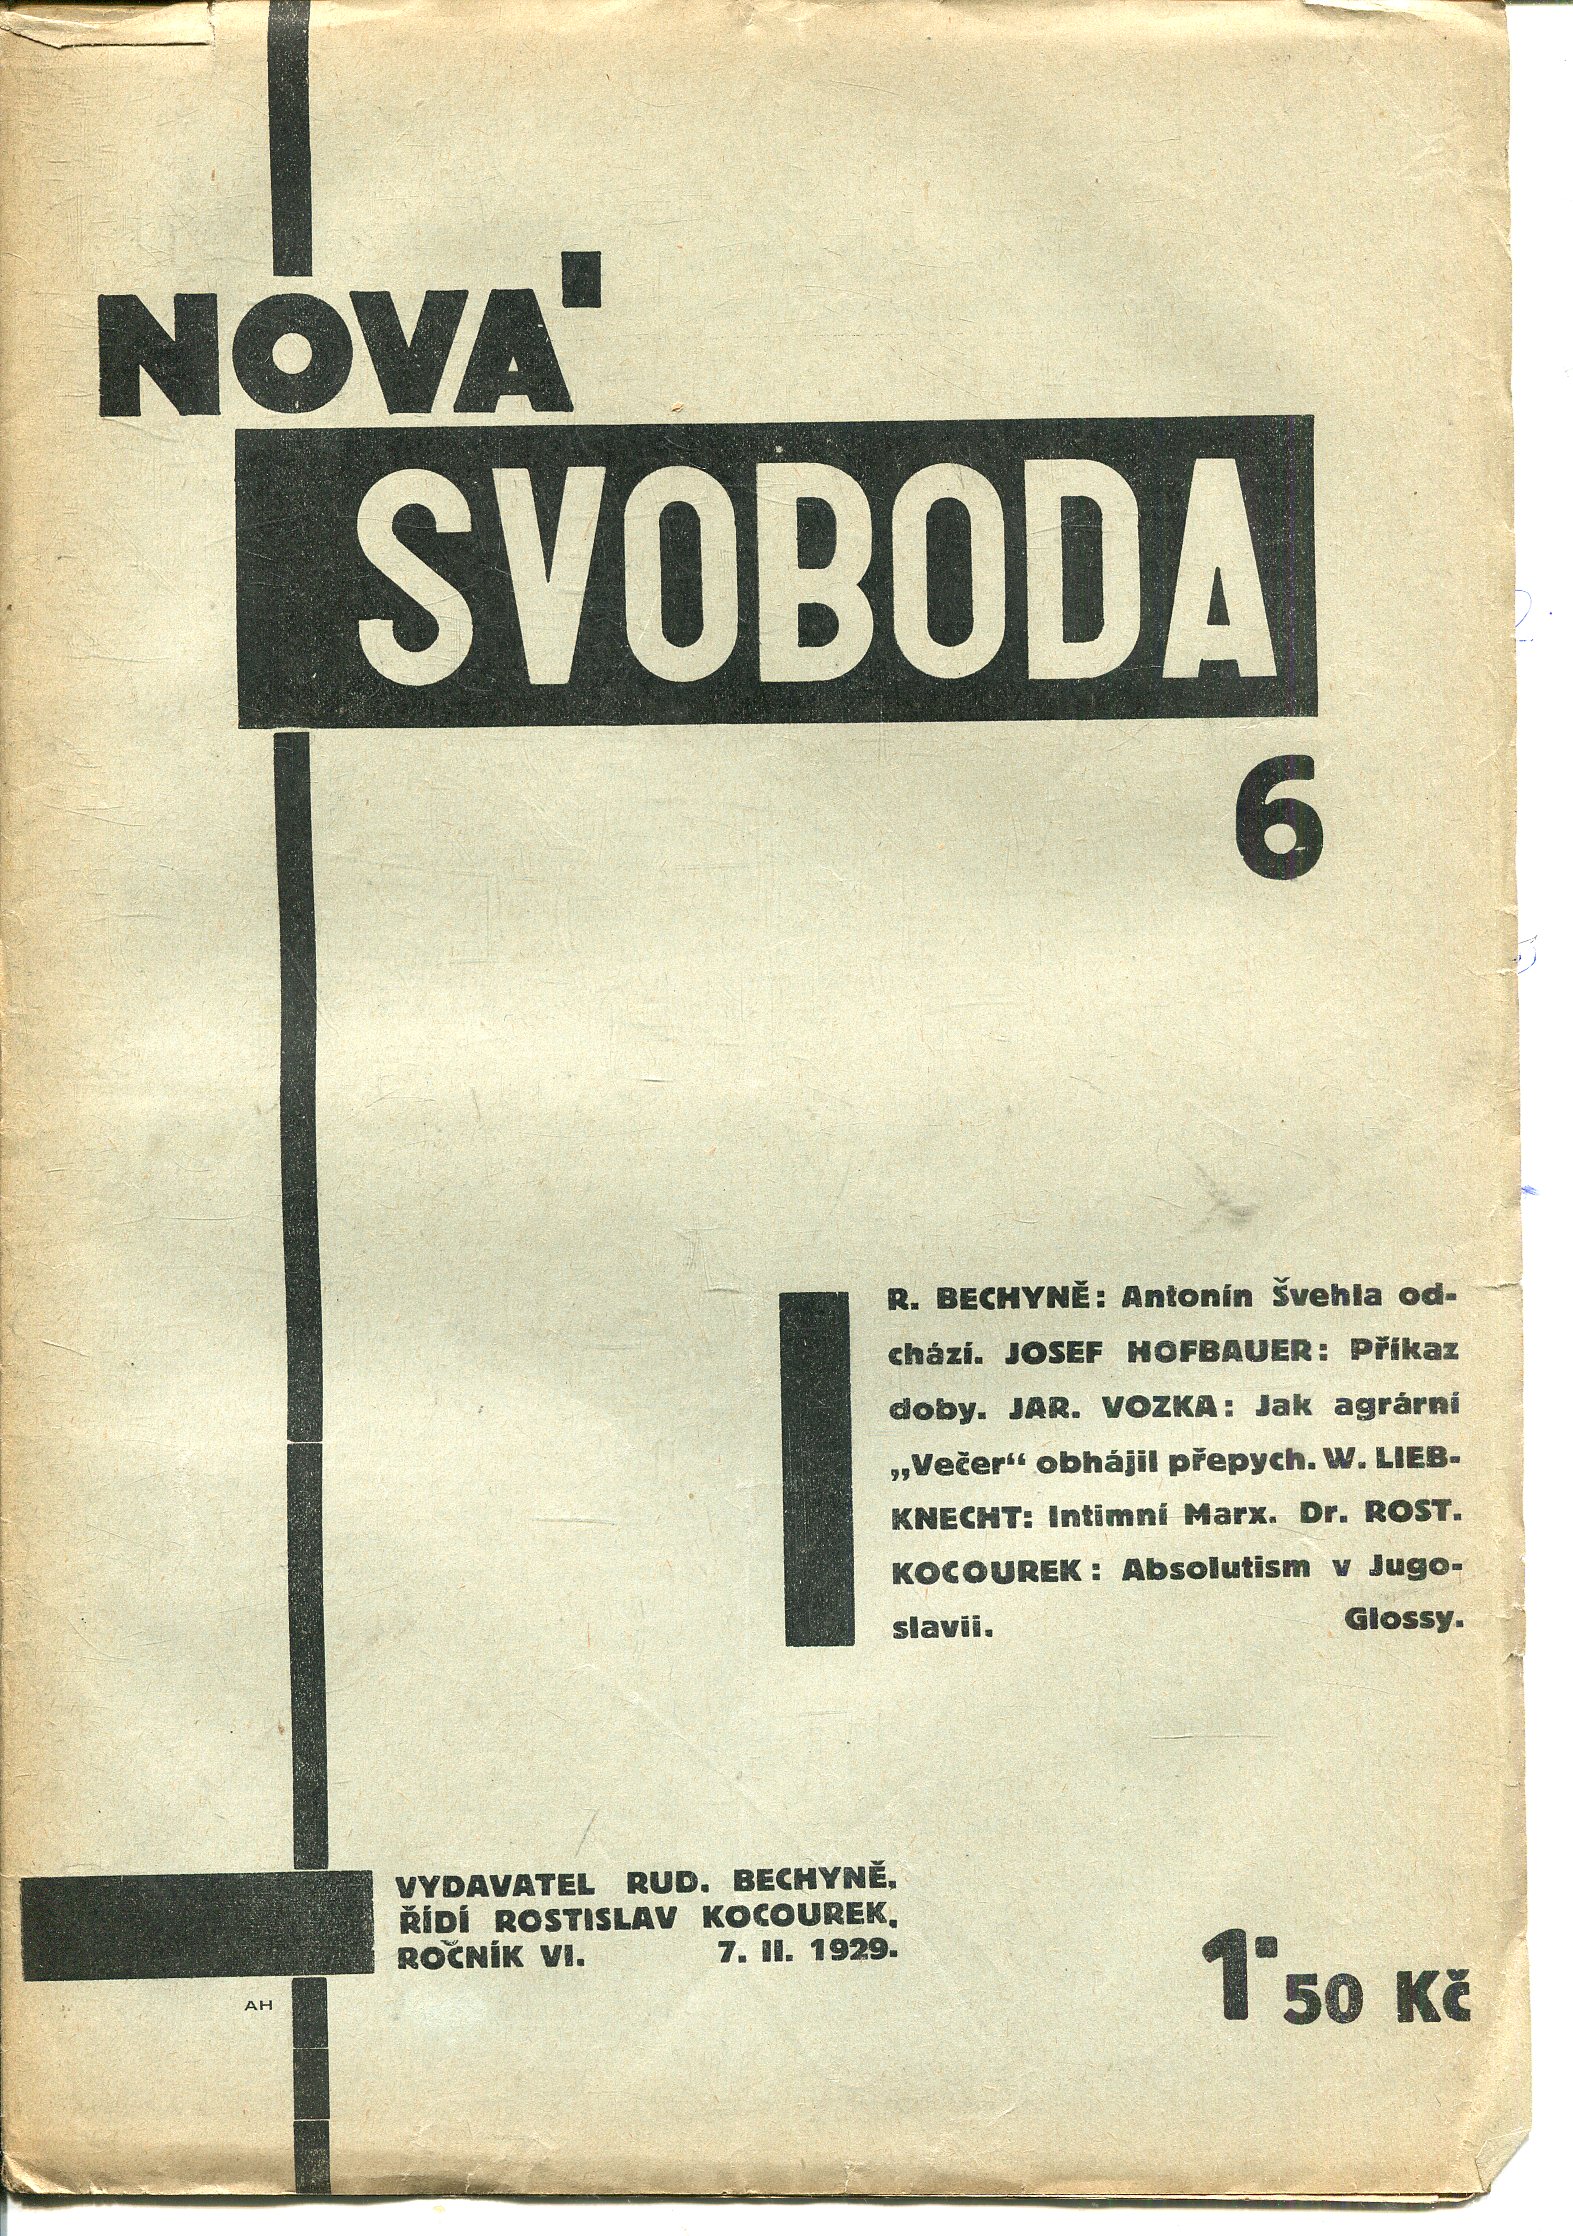 NOVÁ
SVOBODA
6
R. BECHYNĚ: Antonín Švehla od-
chází. JOSEF HOFBAUER: Příkaz
doby. JAR. VOZKA: Jak agrární
„Večer“ obhájil přepych. W. LIEB-
KNECHT: Intimní Marx. Dr. ROST.
KOCOUREK: Absolutism v Jugo-
slavii. Glossy.
VYDAVATEL RUD. BECHYNĚ.
ŘÍDÍ ROSTISLAV KOCOUREK.
ROČNÍK VI. 7. II. 1929.
AH
1·50 Kč